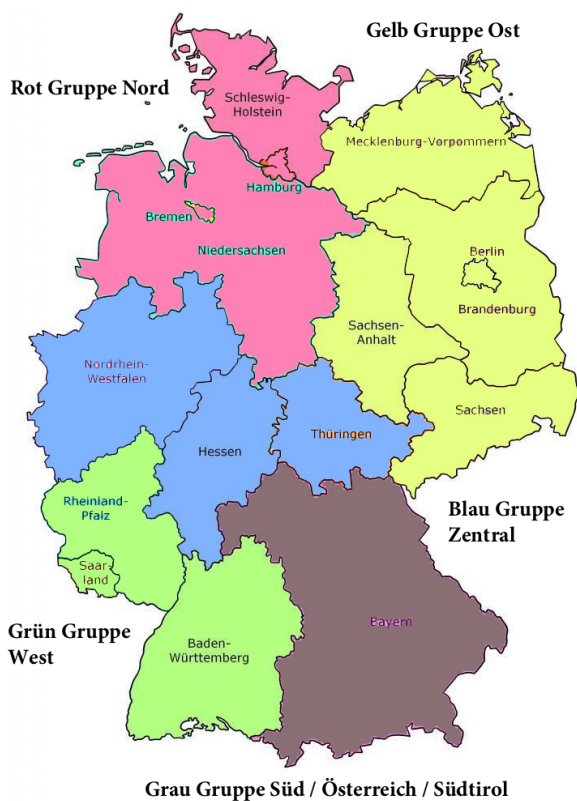 Gelb Gruppe Ost
Rot Gruppe Nord
Schleswig-
Holstein
Mecklenburg-Vorpommern
Hamburg
Bremen
Niedersachsen
Berlin
Brandenburg
Sachsen-
Anhalt
Nordrhein-
Westfalen
Sachsen
Thüringen
Hessen
Rheinland-
Pfalz
Blau Gruppe
Zentral
Saar-
land
Grün Gruppe
West
Baden-
Württemberg
Bayern
Grau Gruppe Süd / Österreich / Südtirol